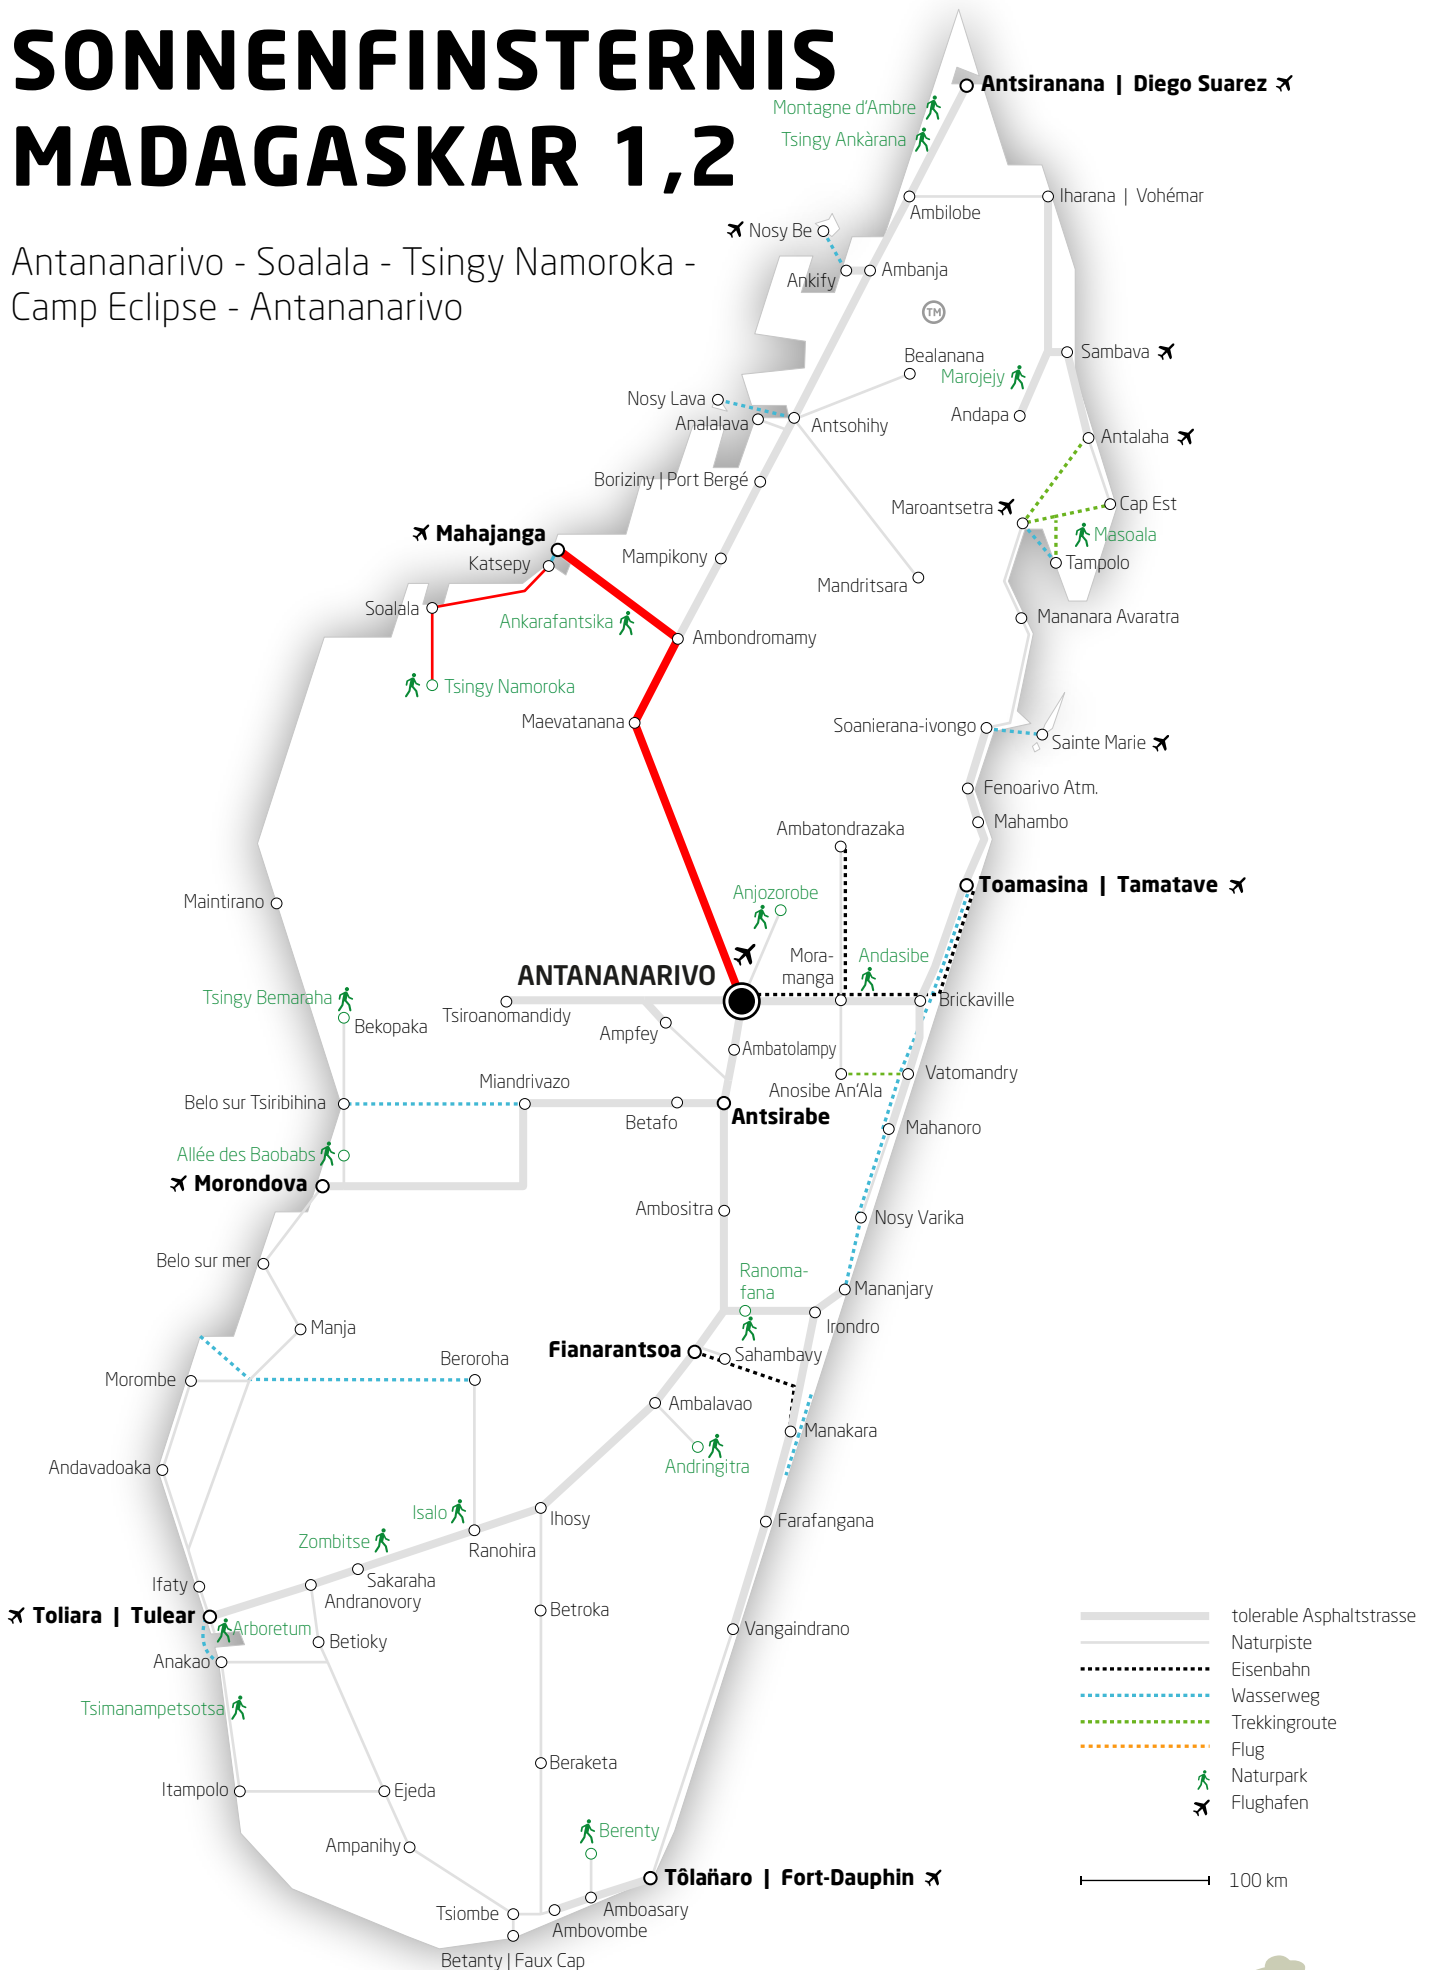 SONNENFINSTERNIS
MADAGASKAR 1,2
Antananarivo - Soalala - Tsingy Namoroka -
Camp Eclipse - Antananarivo
Antsiranana | Diego Suarez
Montagne d'Ambre
Tsingy Ankàrana
Ambilobe
Iharana | Vohémar
Nosy Be
Ankify
Ambanja
TM
Bealanana
Marojejy
Sambava
Nosy Lava
Analalava
Antsohihy
Andapa
Antalaha
Boriziny | Port Bergé
Maroantsetra
Cap Est
Masoala
Mahajanga
Katsepy
Mampikony
Tampolo
Mandritsara
Soalala
Ankarafantsika
Mananara Avaratra
Ambondromamy
Tsingy Namoroka
Maevatanana
Soanierana-ivongo
Sainte Marie
Fenoarivo Atm.
Mahambo
Ambatondrazaka
Toamasina | Tamatave
Anjozorobe
Maintirano
Mora-
manga
Andasibe
ANTANANARIVO
Tsingy Bemaraha
Bekopaka
Tsiroanomandidy
Brickaville
Ampfey
Ambatolampy
Miandrivazo
Anosibe An'Ala
Vatomandry
Belo sur Tsiribihina
Betafo
Antsirabe
Mahanoro
Allée des Baobabs
Morondova
Ambositra
Nosy Varika
Belo sur mer
Ranoma-
fana
Mananjary
Manja
Irondro
Fianarantsoa
Sahambavy
Beroroha
Morombe
Ambalavao
Manakara
Andavadoaka
Andringitra
Isalo
Ihosy
Farafangana
Zombitse
Ranohira
Ifaty
Sakaraha
Andranovory
Toliara | Tulear
Arboretum
Betroka
Betioky
Vangaindrano
Anakao
Tsimanampetsotsa
Beraketa
Itampolo
Ejeda
Ampanihy
Berenty
Tôlan̈aro | Fort-Dauphin
Tsiombe
Amboasary
Ambovombe
Betanty | Faux Cap
tolerable Asphaltstrasse
Naturpiste
Eisenbahn
Wasserweg
Trekkingroute
Flug
Naturpark
Flughafen
100 km